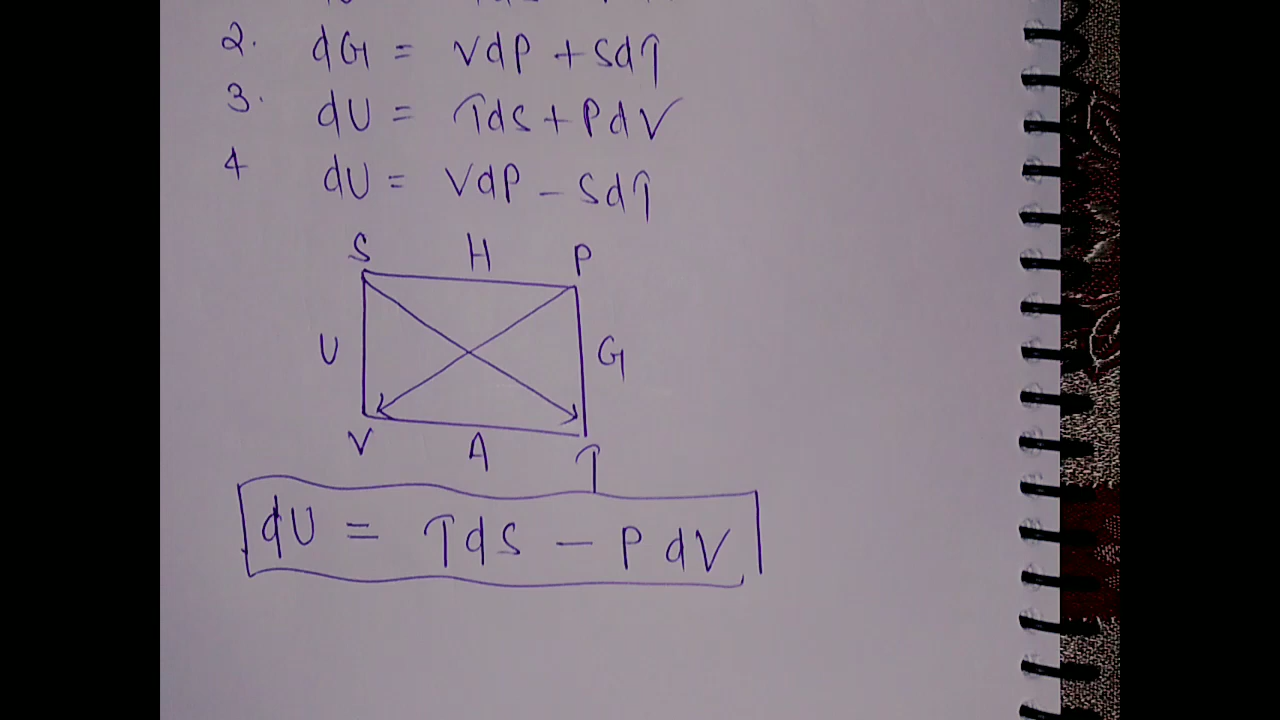 2. dG = VdP + SdT
3. dU = TdS + PdV
4 dU = VdP - SdT
S H P
U G
V A T
dU = TdS - PdV